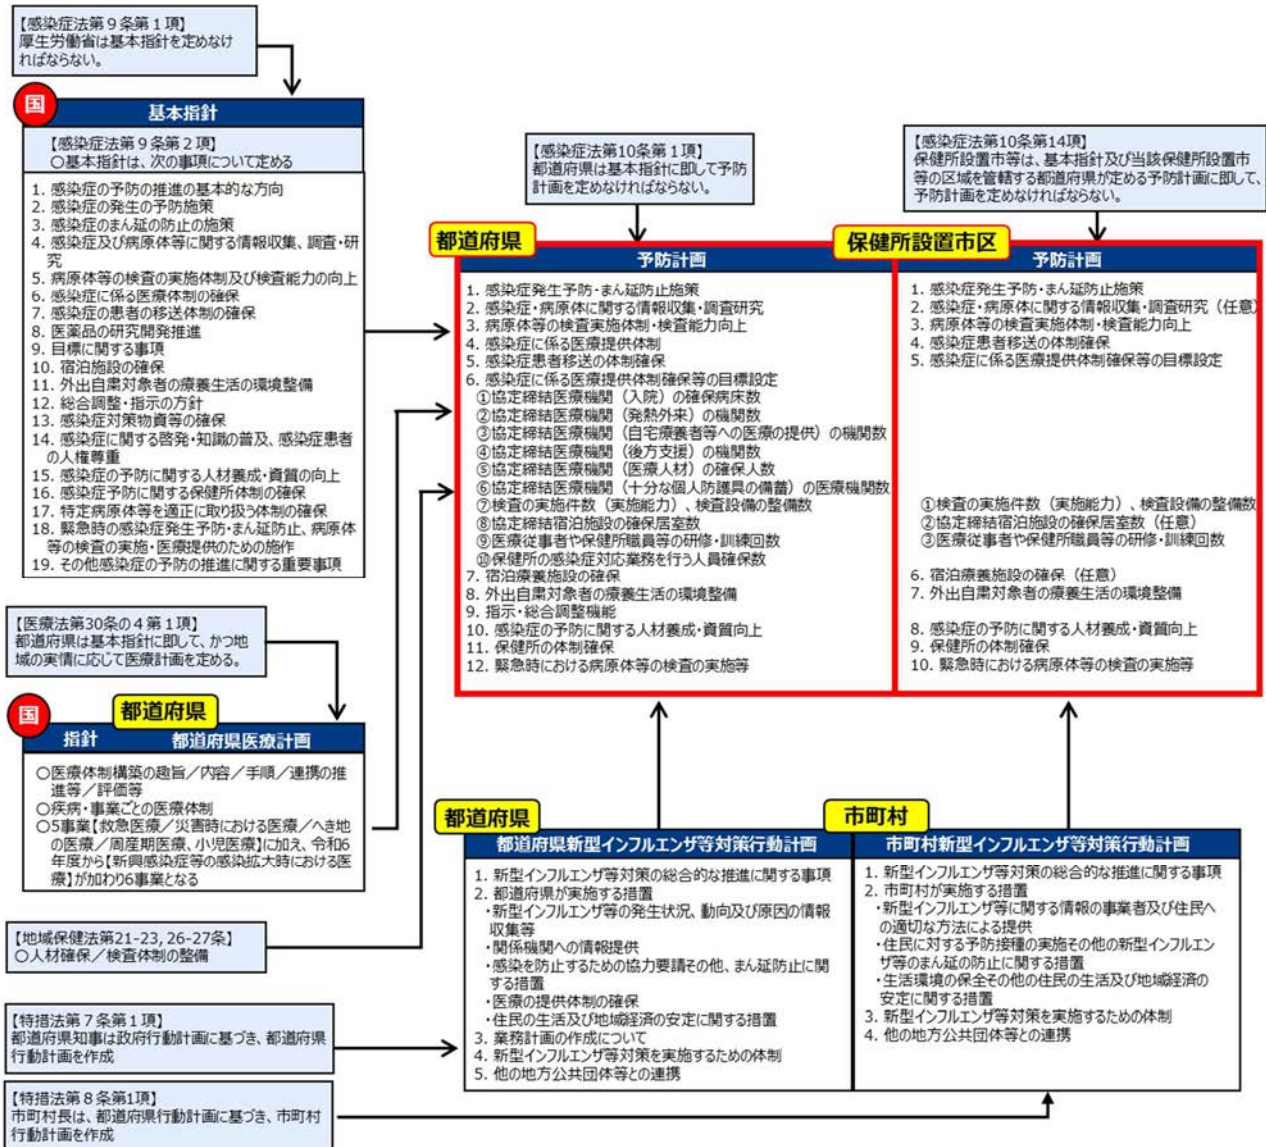 【感染症法第９条第１項】
厚生労働省は基本指針を定めなけ
ればならない。
国
基本指針
【感染症法第９条第２項】
○基本指針は、次の事項について定める
1. 感染症の予防の推進の基本的な方向
2. 感染症の発生の予防施策
3. 感染症のまん延の防止の施策
4. 感染症及び病原体等に関する情報収集、調査・研
究
5. 病原体等の検査の実施体制及び検査能力の向上
6. 感染症に係る医療体制の確保
7. 感染症の患者の移送体制の確保
8. 医薬品の研究開発推進
9. 目標に関する事項
10. 宿泊施設の確保
11. 外出自粛対象者の療養生活の環境整備
12. 総合調整・指示の方針
13. 感染症対策物資等の確保
14. 感染症に関する啓発・知識の普及、感染症患者
の人権尊重
15. 感染症の予防に関する人材養成・資質の向上
16. 感染症予防に関する保健所体制の確保
17. 特定病原体等を適正に取り扱う体制の確保
18. 緊急時の感染症発生予防・まん延防止、病原体
等の検査の実施・医療提供のための施作
19. その他感染症の予防の推進に関する重要事項
【医療法第30条の４第１項】
都道府県は基本指針に即して、かつ地
域の実情に応じて医療計画を定める。
国
都道府県
指針 都道府県医療計画
○医療体制構築の趣旨／内容／手順／連携の推
進等／評価等
○疾病・事業ごとの医療体制
○5事業【救急医療／災害時における医療／へき地
の医療／周産期医療、小児医療】に加え、令和6
年度から【新興感染症等の感染拡大時における医
療】が加わり6事業となる
【地域保健法第21-23, 26-27条】
○人材確保／検査体制の整備
【特措法第７条第１項】
都道府県知事は政府行動計画に基づき、都道府県
行動計画を作成
【特措法第８条第1項】
市町村長は、都道府県行動計画に基づき、市町村
行動計画を作成
【感染症法第10条第１項】
都道府県は基本指針に即して予防
計画を定めなければならない。
都道府県
予防計画
1. 感染症発生予防・まん延防止施策
2. 感染症・病原体に関する情報収集・調査研究
3. 病原体等の検査実施体制・検査能力向上
4. 感染症に係る医療提供体制
5. 感染症患者移送の体制確保
6. 感染症に係る医療提供体制確保等の目標設定
①協定締結医療機関（入院）の確保病床数
②協定締結医療機関（発熱外来）の機関数
③協定締結医療機関（自宅療養者等への医療の提供）の機関数
④協定締結医療機関（後方支援）の機関数
⑤協定締結医療機関（医療人材）の確保人数
⑥協定締結医療機関（十分な個人防護具の備蓄）の医療機関数
⑦検査の実施件数（実施能力）、検査設備の整備数
⑧協定締結宿泊施設の確保居室数
⑨医療従事者や保健所職員等の研修・訓練回数
⑩保健所の感染症対応業務を行う人員確保数
7. 宿泊療養施設の確保
8. 外出自粛対象者の療養生活の環境整備
9. 指示・総合調整機能
10. 感染症の予防に関する人材養成・資質向上
11. 保健所の体制確保
12. 緊急時における病原体等の検査の実施等
【感染症法第10条第14項】
保健所設置市等は、基本指針及び当該保健所設置市
等の区域を管轄する都道府県が定める予防計画に即して、
予防計画を定めなければならない。
保健所設置市区
予防計画
1. 感染症発生予防・まん延防止施策
2. 感染症・病原体に関する情報収集・調査研究（任意）
3. 病原体等の検査実施体制・検査能力向上
4. 感染症患者移送の体制確保
5. 感染症に係る医療提供体制確保等の目標設定
①検査の実施件数（実施能力）、検査設備の整備数
②協定締結宿泊施設の確保居室数（任意）
③医療従事者や保健所職員等の研修・訓練回数
6. 宿泊療養施設の確保（任意）
7. 外出自粛対象者の療養生活の環境整備
8. 感染症の予防に関する人材養成・資質向上
9. 保健所の体制確保
10. 緊急時における病原体等の検査の実施等
都道府県
都道府県新型インフルエンザ等対策行動計画
1. 新型インフルエンザ等対策の総合的な推進に関する事項
2. 都道府県が実施する措置
・新型インフルエンザ等の発生状況、動向及び原因の情報
収集等
・関係機関への情報提供
・感染を防止するための協力要請その他、まん延防止に関
する措置
・医療の提供体制の確保
・住民の生活及び地域経済の安定に関する措置
3. 業務計画の作成について
4. 新型インフルエンザ等対策を実施するための体制
5. 他の地方公共団体等との連携
市町村
市町村新型インフルエンザ等対策行動計画
1. 新型インフルエンザ等対策の総合的な推進に関する事項
2. 市町村が実施する措置
・新型インフルエンザ等に関する情報の事業者及び住民へ
の適切な方法による提供
・住民に対する予防接種の実施その他の新型インフルエン
ザ等のまん延の防止に関する措置
・生活環境の保全その他の住民の生活及び地域経済の
安定に関する措置
3. 新型インフルエンザ等対策を実施するための体制
4. 他の地方公共団体等との連携